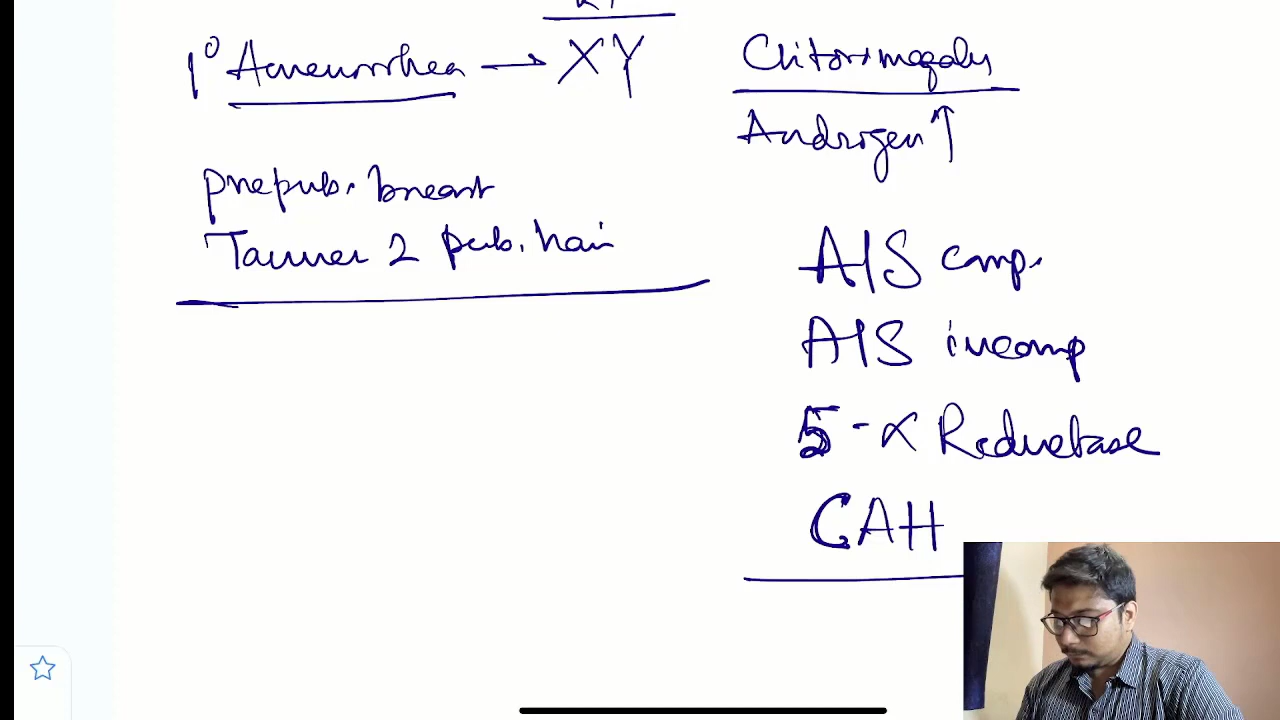 1° Amenorrhea → XY
prepub. breast
Tanner 2 pub. hair
Clitoromegaly
Androgen ↑
AIS comp.
AIS incomp
5-α Reductase
CAH